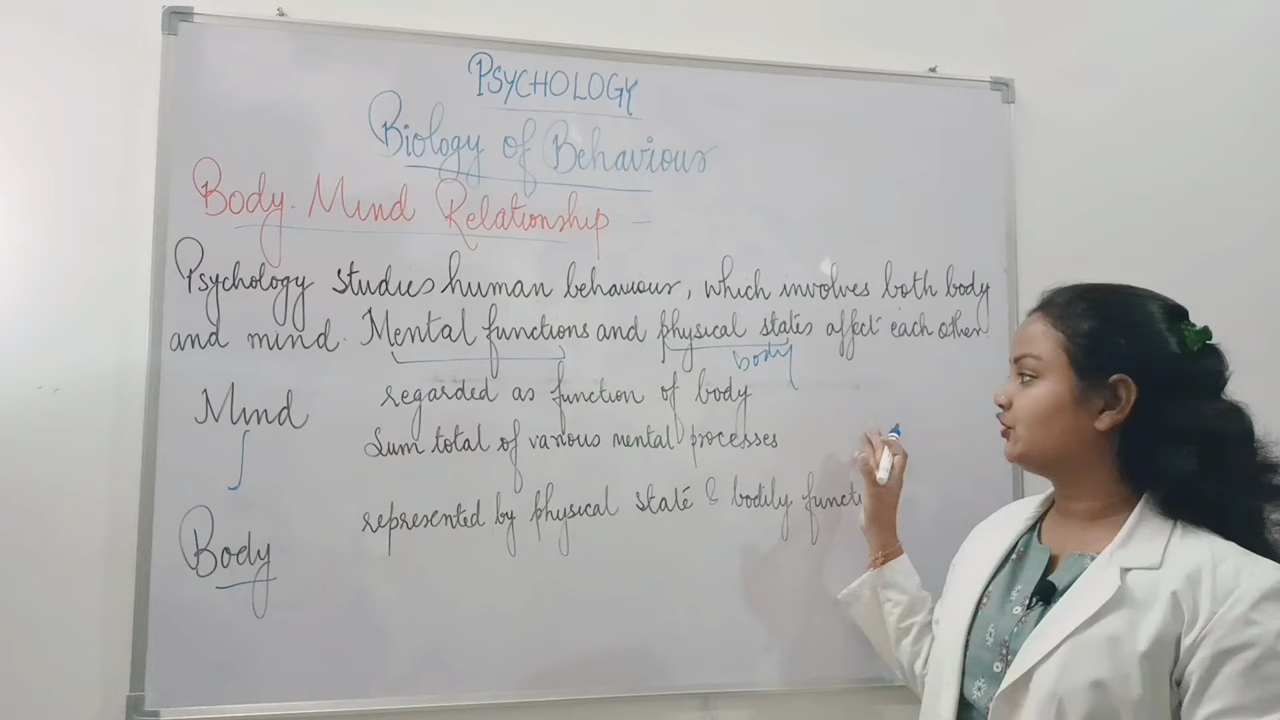 PSYCHOLOGY
Biology of Behaviour
Body-Mind Relationship -
Psychology studies human behaviour, which involves both body
and mind. Mental functions and physical states affect each other.
body
Mind regarded as function of body
Sum total of various mental processes
represented by physical state & bodily functi
Body